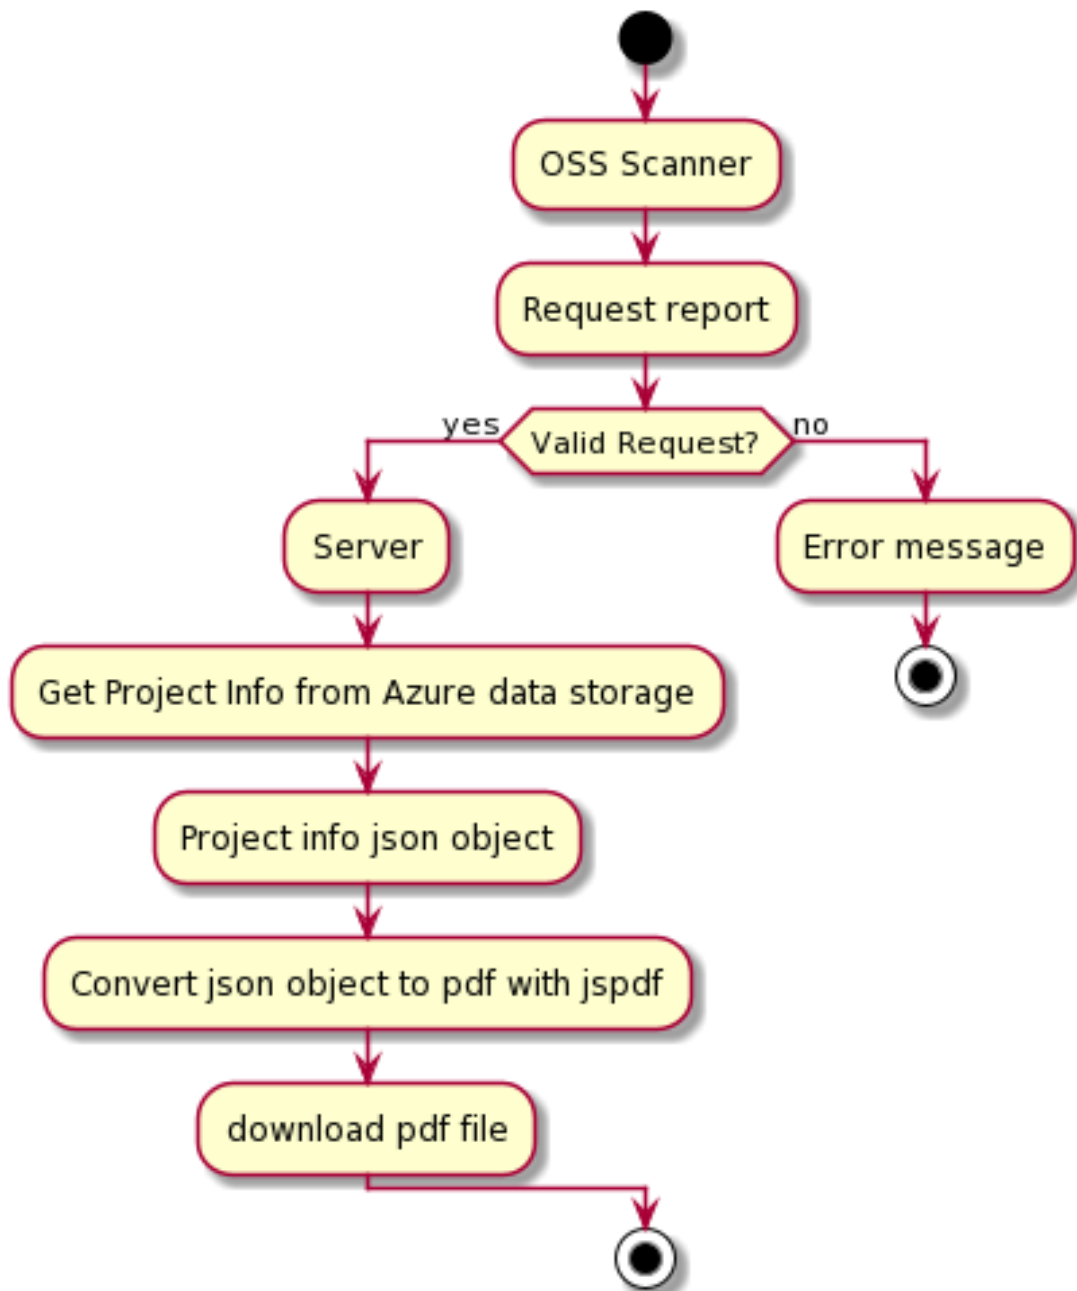 OSS Scanner
Request report
yes
Valid Request?
no
Server
Error message
Get Project Info from Azure data storage
Project info json object
Convert json object to pdf with jspdf
download pdf file